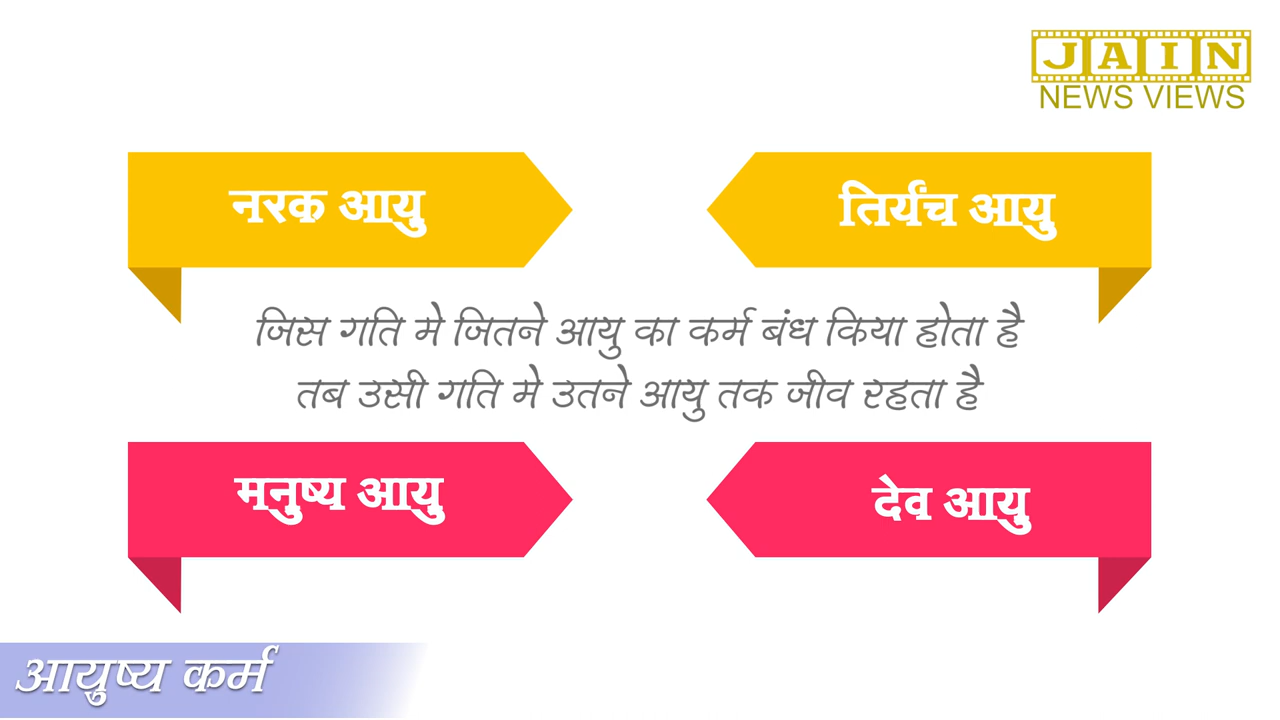 JAIN
NEWS VIEWS
नरक आयु
तिर्यंच आयु
जिस गति मे जितने आयु का कर्म बंध किया होता है
तब उसी गति मे उतने आयु तक जीव रहता है
मनुष्य आयु
देव आयु
आयुष्य कर्म